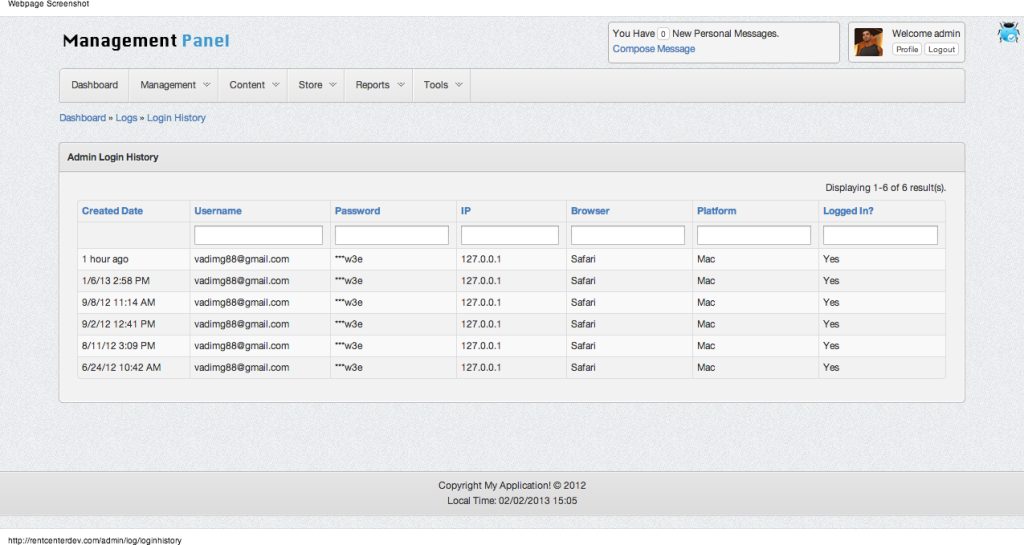 Webpage Screenshot
Management Panel
You Have 0 New Personal Messages.
Compose Message
Welcome admin
Profile Logout
Dashboard Management Content Store Reports Tools
Dashboard » Logs » Login History
Admin Login History
Displaying 1-6 of 6 result(s).
Created Date Username Password IP Browser Platform Logged In?
1 hour ago vadimg88@gmail.com ***w3e 127.0.0.1 Safari Mac Yes
1/6/13 2:58 PM vadimg88@gmail.com ***w3e 127.0.0.1 Safari Mac Yes
9/8/12 11:14 AM vadimg88@gmail.com ***w3e 127.0.0.1 Safari Mac Yes
9/2/12 12:41 PM vadimg88@gmail.com ***w3e 127.0.0.1 Safari Mac Yes
8/11/12 3:09 PM vadimg88@gmail.com ***w3e 127.0.0.1 Safari Mac Yes
6/24/12 10:42 AM vadimg88@gmail.com ***w3e 127.0.0.1 Safari Mac Yes
Copyright My Application! © 2012
Local Time: 02/02/2013 15:05
http://rentcenterdev.com/admin/log/loginhistory